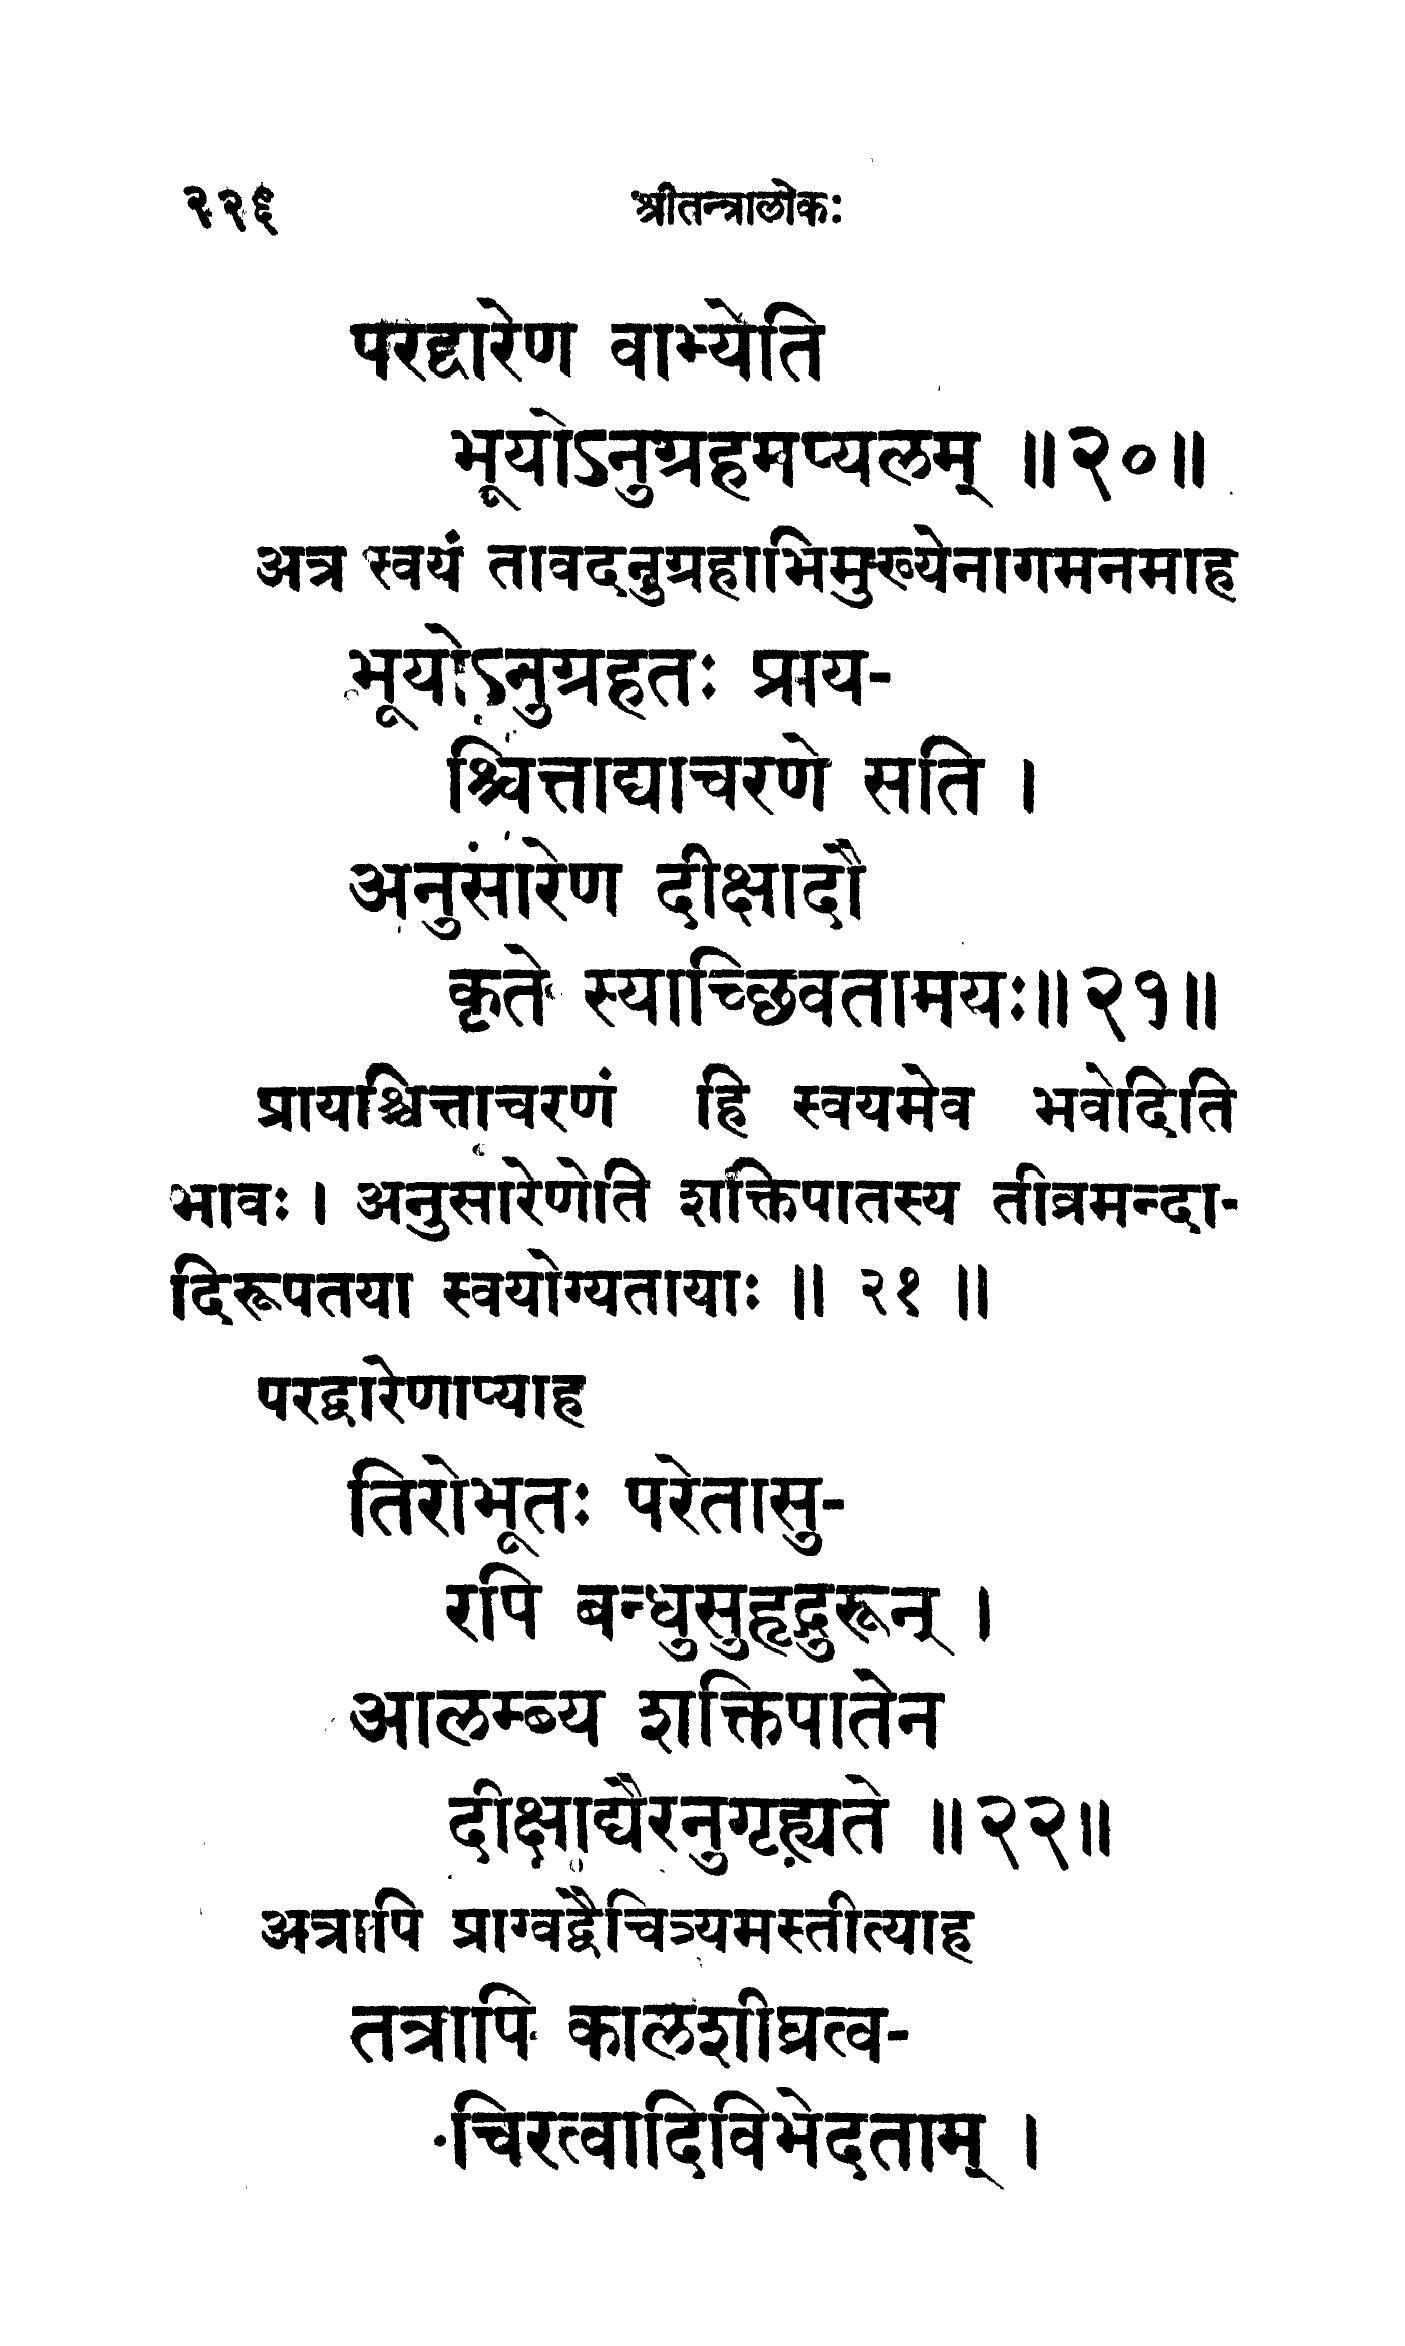 २२६ श्रीतन्त्रालोकः
परद्वारेण वाभ्येति
भूयोऽनुग्रहमप्यलम् ॥२०॥
अत्र स्वयं तावदनुग्रहाभिमुख्येनागमनमाह
भूयोऽनुग्रहतः प्राय-
श्चित्ताद्याचरणे सति ।
अनुसारेण दीक्षादौ
कृते स्याच्छिवतामयः॥२१॥
प्रायश्चित्ताचरणं हि स्वयमेव भवेदिति
भावः । अनुसारेणेति शक्तिपातस्य तीव्रमन्दा-
दिरूपतया स्वयोग्यतायाः ॥ २१ ॥
परद्वारेणाप्याह
तिरोभूतः परेतासु-
रपि बन्धुसुहृद्गुरून् ।
आलम्ब्य शक्तिपातेन
दीक्षाद्यैरनुगृह्यते ॥२२॥
अत्रापि प्राग्वद्वैचित्र्यमस्तीत्याह
तत्रापि कालशीघ्रत्व-
चिरत्वादिविभेदताम् ।